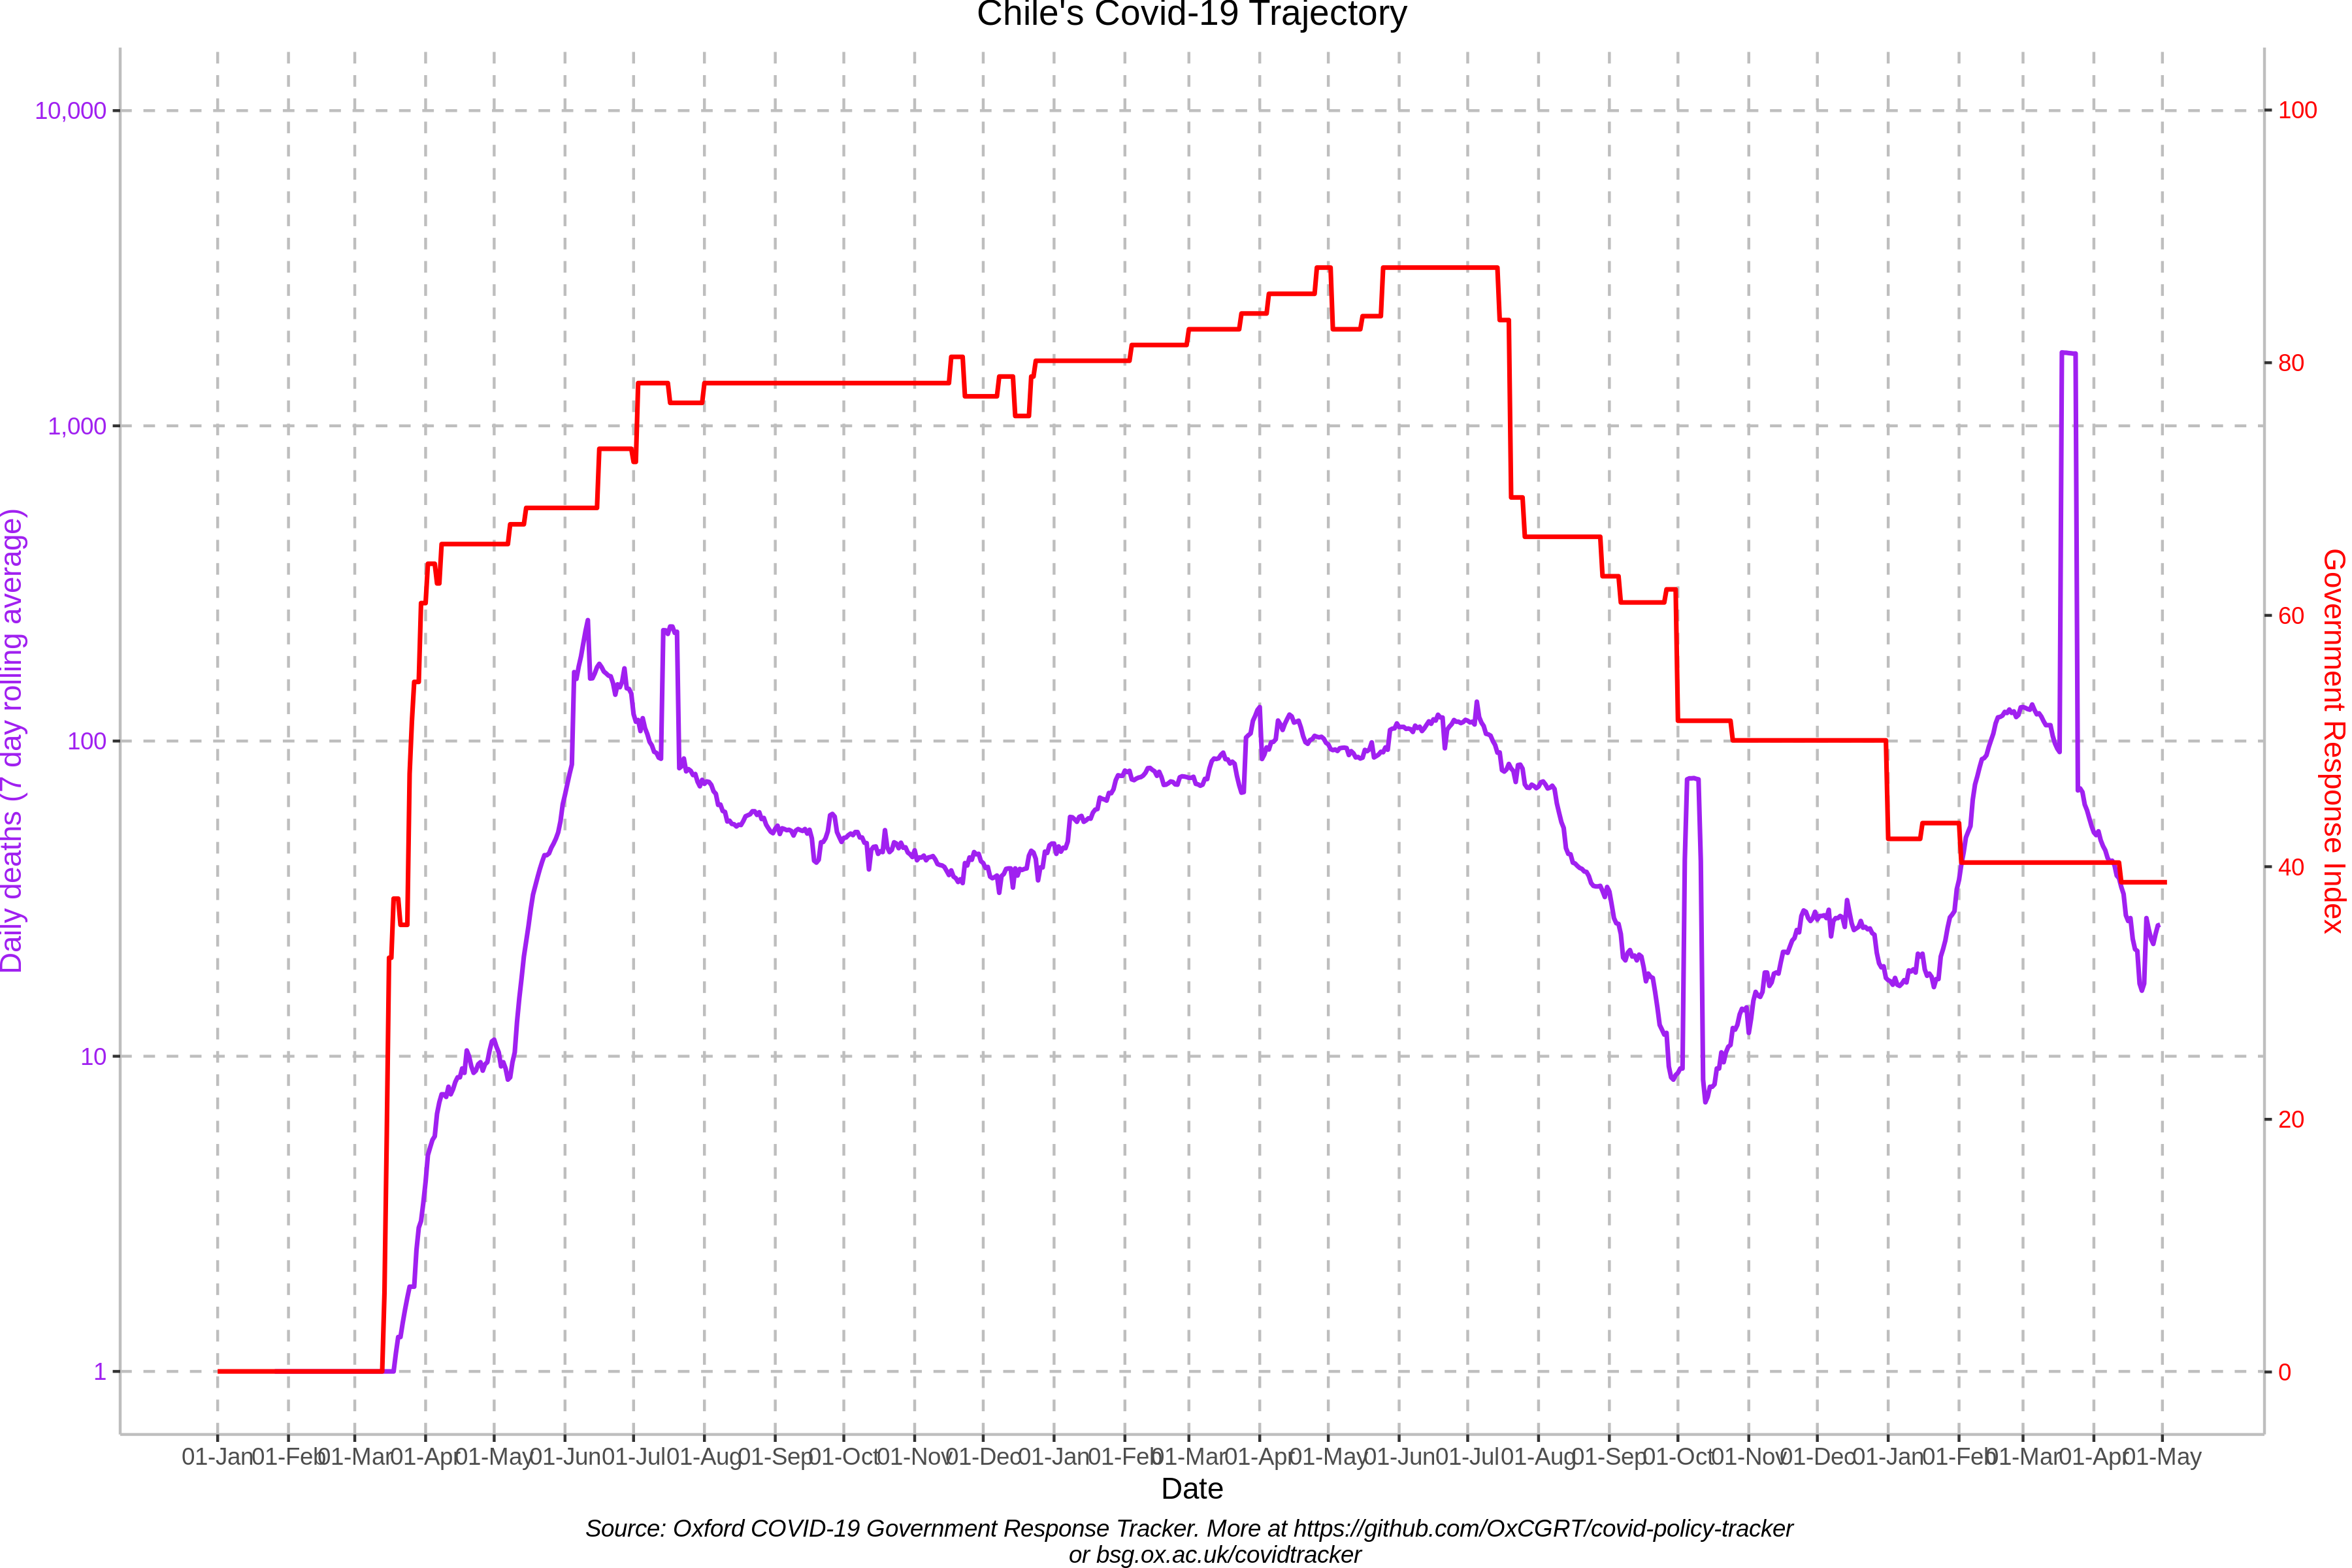 Chile's Covid-19 Trajectory
10,000
1,000
100
10
1
Daily deaths (7 day rolling average)
100
80
60
40
20
0
Government Response Index
01-Jan 01-Feb 01-Mar 01-Apr 01-May 01-Jun 01-Jul 01-Aug 01-Sep 01-Oct 01-Nov 01-Dec 01-Jan 01-Feb 01-Mar 01-Apr 01-May 01-Jun 01-Jul 01-Aug 01-Sep 01-Oct 01-Nov 01-Dec 01-Jan 01-Feb 01-Mar 01-Apr 01-May
Date
Source: Oxford COVID-19 Government Response Tracker. More at https://github.com/OxCGRT/covid-policy-tracker
or bsg.ox.ac.uk/covidtracker